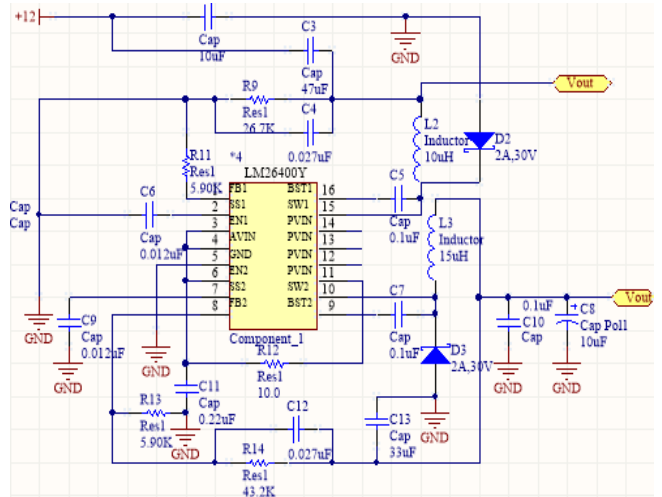 +12
Cap
10uF
C3
Cap
47uF
GND
R9
Res1
26.7K
C4
0.027uF
Vout
L2
Inductor
10uH
D2
2A,30V
R11
Res1
5.90K
*4
LM26400Y
1 FB1 BST1 16
2 SS1 SW1 15
3 EN1 PVIN 14
4 AVIN PVIN 13
5 GND PVIN 12
6 EN2 PVIN 11
7 SS2 SW2 10
8 FB2 BST2 9
Component_1
C5
Cap
0.1uF
C6
Cap
0.012uF
Cap
Cap
L3
Inductor
15uH
C7
Cap
0.1uF
Vout
GND
C9
Cap
0.012uF
GND
GND
R12
Res1
10.0
D3
2A,30V
0.1uF
C10
Cap
C8
Cap Pol1
10uF
GND
GND
C11
Cap
0.22uF
GND
R13
Res1
5.90K
C12
0.027uF
C13
Cap
33uF
GND
R14
Res1
43.2K